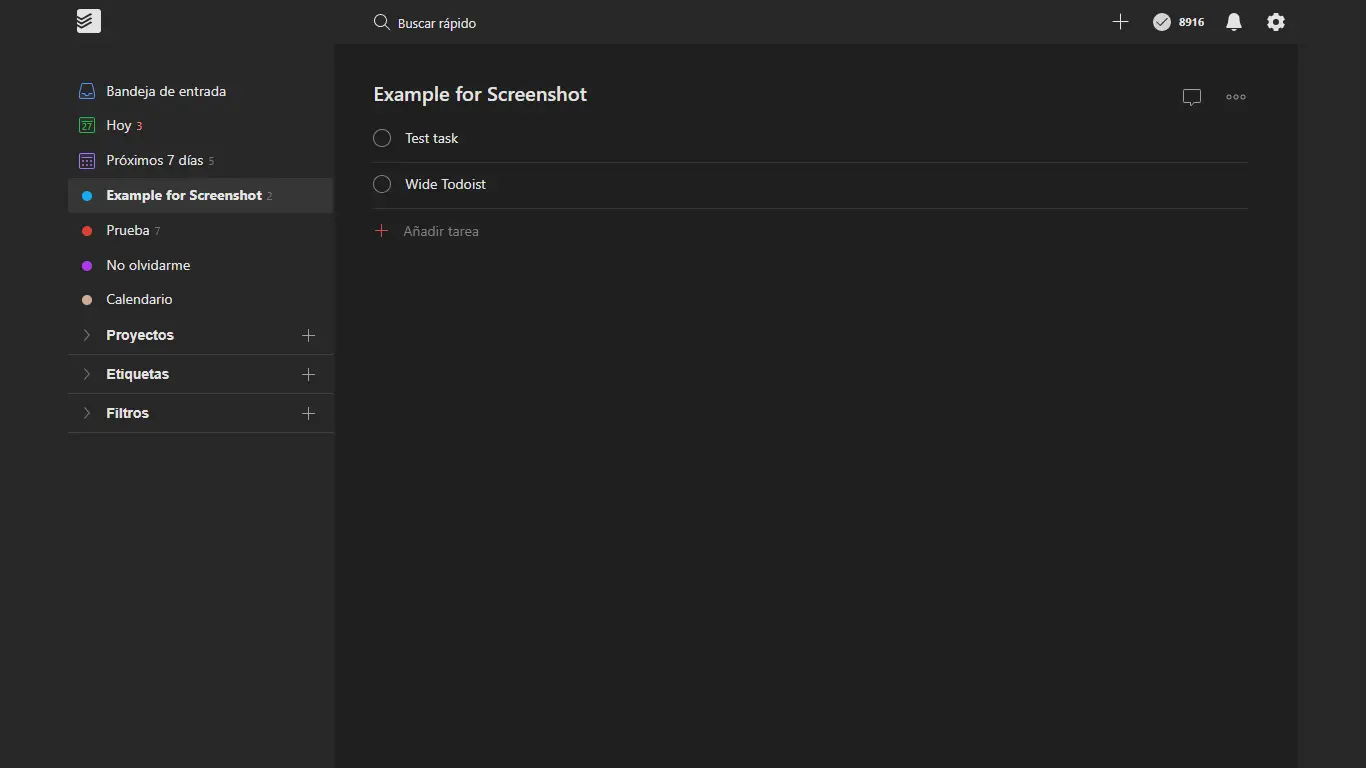 Buscar rápido
8916
Bandeja de entrada
27 Hoy 3
Próximos 7 días 5
Example for Screenshot 2
Prueba 7
No olvidarme
Calendario
Proyectos
Etiquetas
Filtros
Example for Screenshot
Test task
Wide Todoist
Añadir tarea